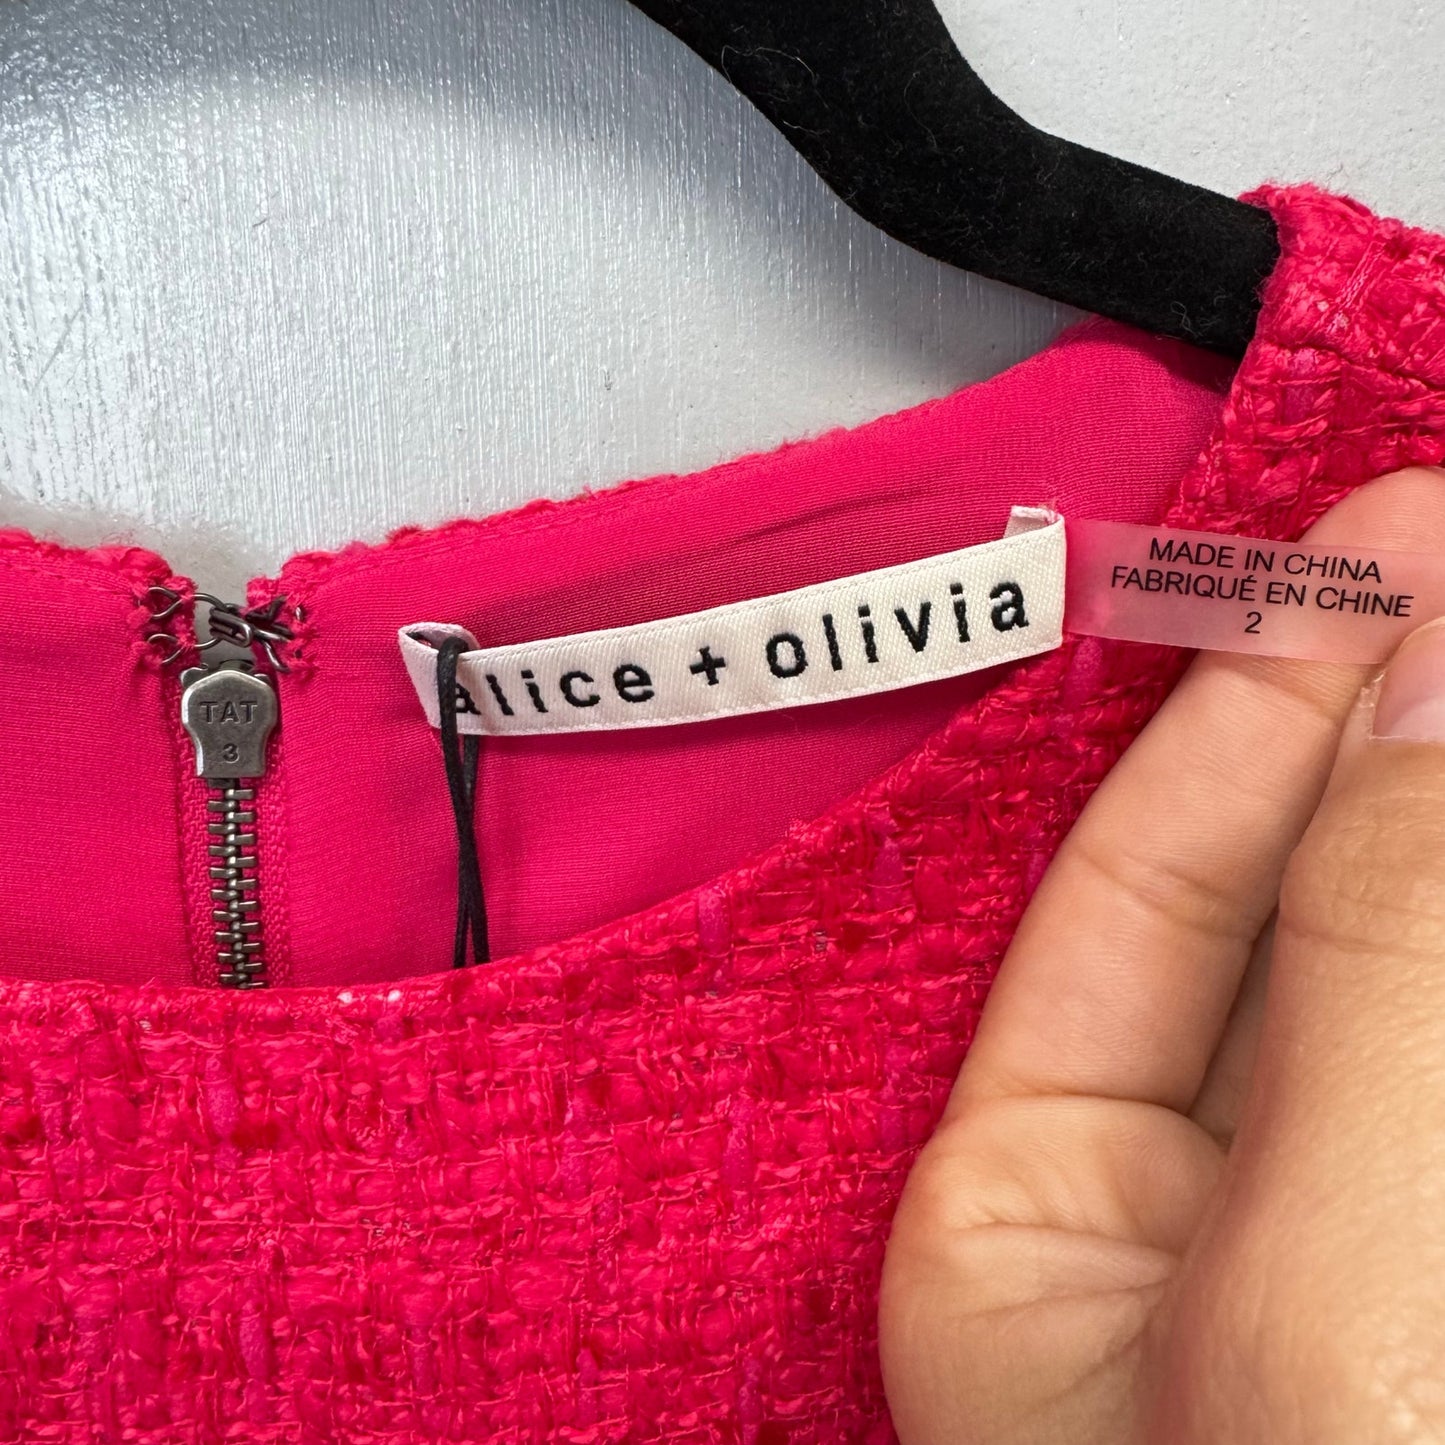 alice + olivia
MADE IN CHINA
FABRIQUÉ EN CHINE
2
TAT
3